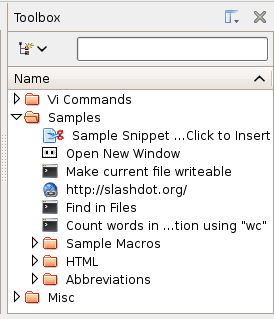 Toolbox
Name
Vi Commands
Samples
Sample Snippet ...Click to Insert
Open New Window
Make current file writeable
http://slashdot.org/
Find in Files
Count words in ...tion using "wc"
Sample Macros
HTML
Abbreviations
Misc